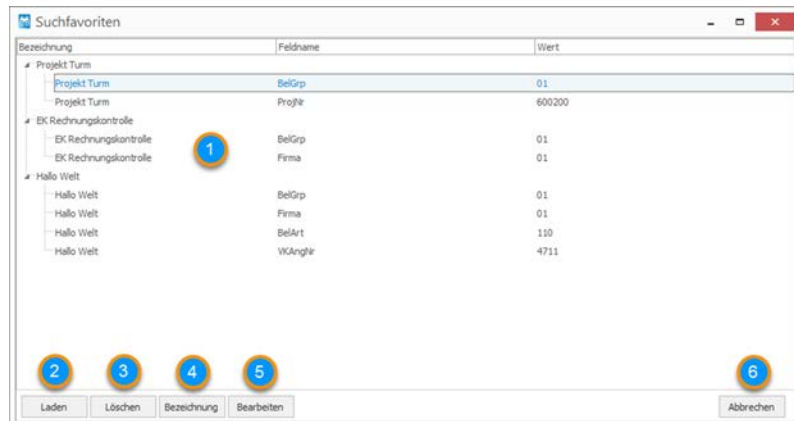 Suchfavoriten
Bezeichnung Feldname Wert
Projekt Turm
Projekt Turm BelGrp 01
Projekt Turm ProjNr 600200
EK Rechnungskontrolle
EK Rechnungskontrolle BelGrp 01
1
EK Rechnungskontrolle Firma 01
Hallo Welt
Hallo Welt BelGrp 01
Hallo Welt Firma 01
Hallo Welt BelArt 110
Hallo Welt VKAngNr 4711
2 3 4 5 6
Laden Löschen Bezeichnung Bearbeiten Abbrechen